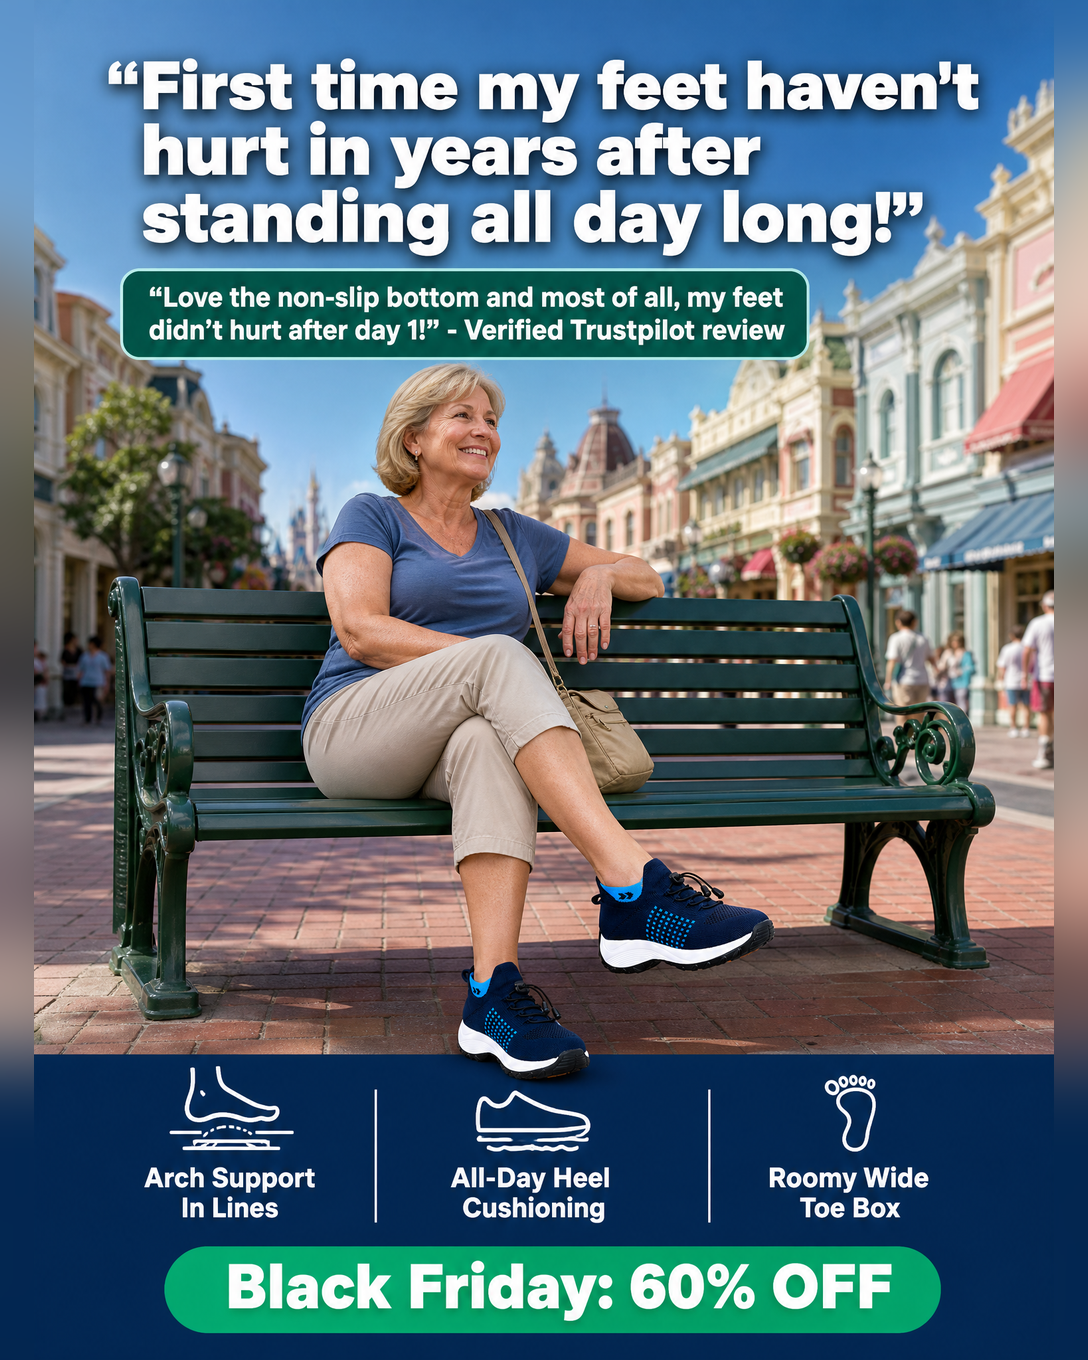 “First time my feet haven’t
hurt in years after
standing all day long!”
“Love the non-slip bottom and most of all, my feet
didn’t hurt after day 1!” - Verified Trustpilot review
Arch Support
In Lines
All-Day Heel
Cushioning
Roomy Wide
Toe Box
Black Friday: 60% OFF